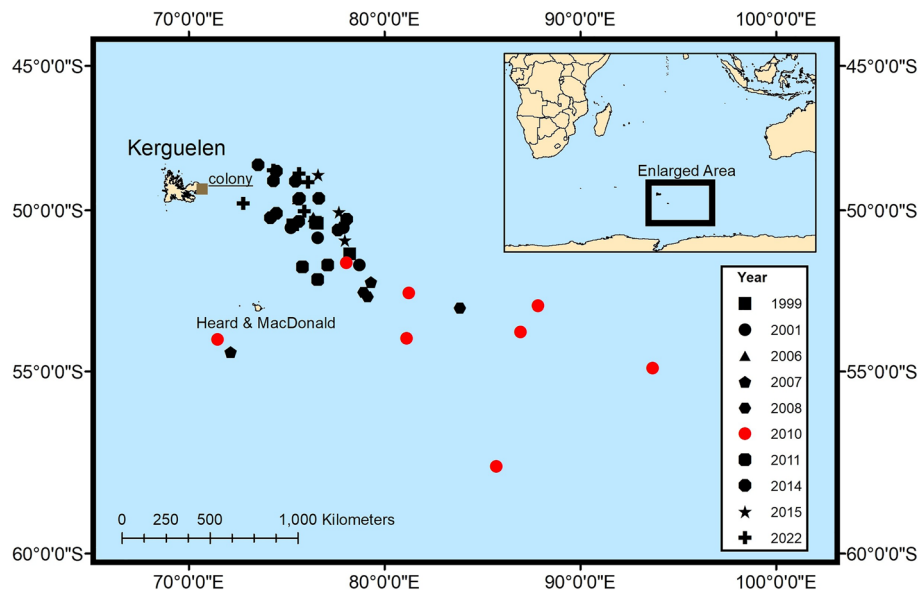 70°0'0"E 80°0'0"E 90°0'0"E 100°0'0"E
45°0'0"S 45°0'0"S
Kerguelen
colony
Enlarged Area
50°0'0"S 50°0'0"S
Year
1999
Heard & MacDonald
2001
2006
55°0'0"S 55°0'0"S
2007
2008
2010
2011
2014
2015
0 250 500 1,000 Kilometers
2022
60°0'0"S 60°0'0"S
70°0'0"E 80°0'0"E 90°0'0"E 100°0'0"E